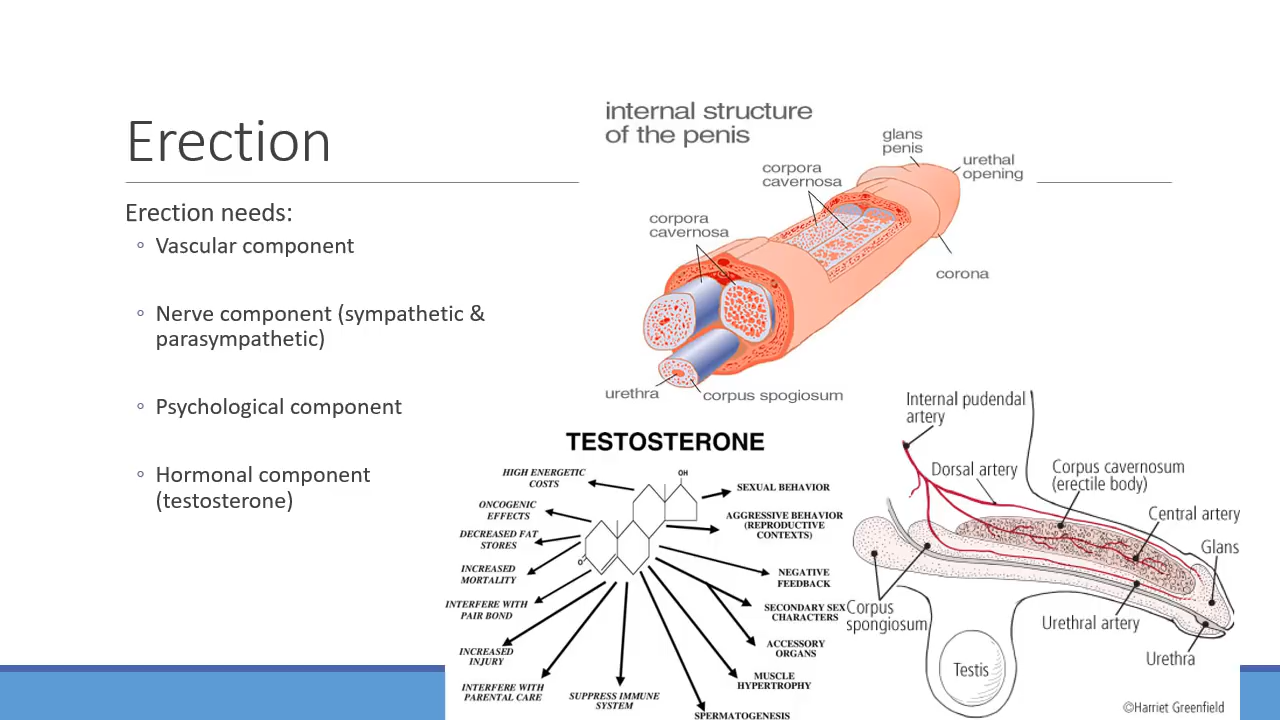 Erection
Erection needs:
◦ Vascular component
◦ Nerve component (sympathetic &
parasympathetic)
◦ Psychological component
◦ Hormonal component
(testosterone)
internal structure
of the penis
glans
penis
urethal
opening
corpora
cavernosa
corpora
cavernosa
corona
urethra
corpus spogiosum
TESTOSTERONE
OH
O
HIGH ENERGETIC
COSTS
ONCOGENIC
EFFECTS
DECREASED FAT
STORES
INCREASED
MORTALITY
INTERFERE WITH
PAIR BOND
INCREASED
INJURY
INTERFERE WITH
PARENTAL CARE
SUPPRESS IMMUNE
SYSTEM
SPERMATOGENESIS
MUSCLE
HYPERTROPHY
ACCESSORY
ORGANS
SECONDARY SEX
CHARACTERS
NEGATIVE
FEEDBACK
AGGRESSIVE BEHAVIOR
(REPRODUCTIVE
CONTEXTS)
SEXUAL BEHAVIOR
Internal pudendal
artery
Dorsal artery
Corpus cavernosum
(erectile body)
Central artery
Glans
Corpus
spongiosum
Urethral artery
Urethra
Testis
©Harriet Greenfield